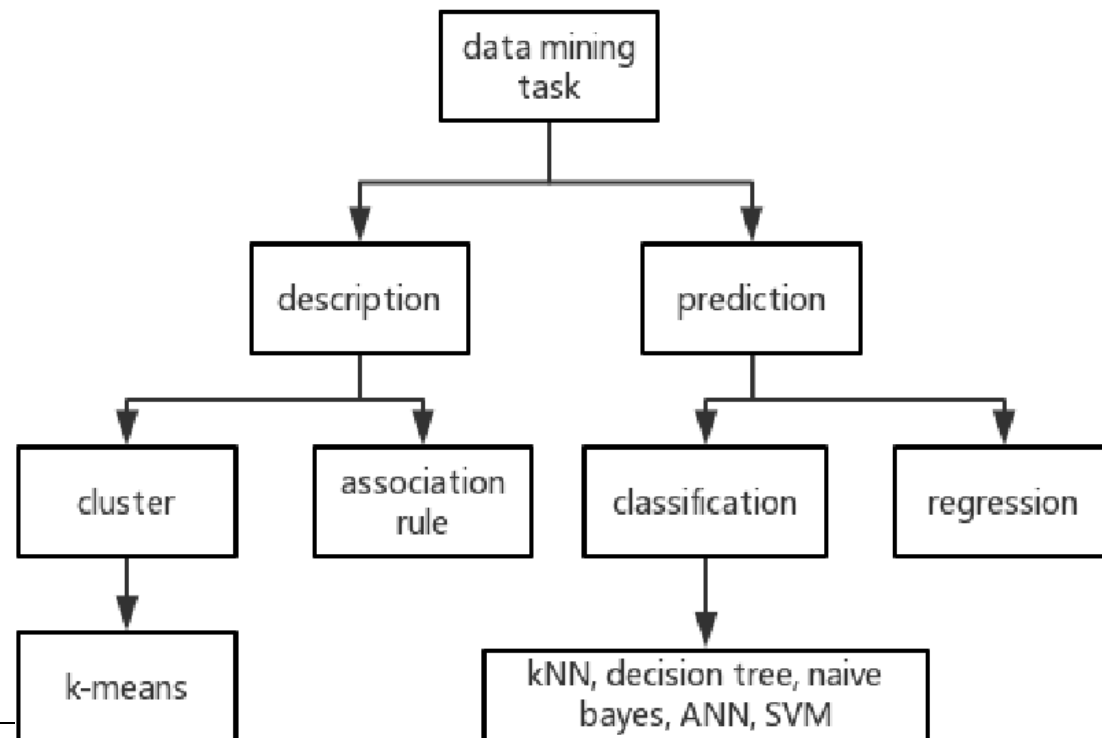 data mining
task
description
prediction
cluster
association
rule
classification
regression
k-means
kNN, decision tree, naive
bayes, ANN, SVM